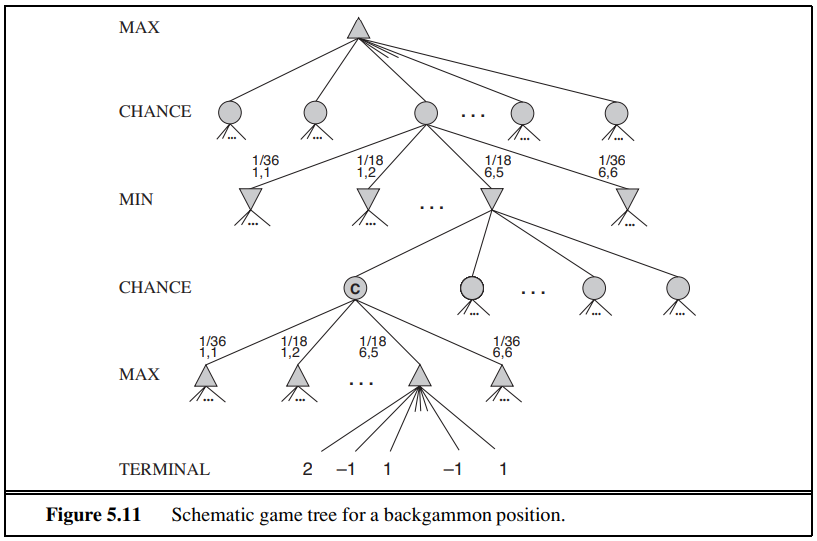 MAX
CHANCE
...
1/36 1/18 1/18 1/36
1,1 1,2 6,5 6,6
MIN
...
CHANCE
C
...
1/36 1/18 1/18 1/36
1,1 1,2 6,5 6,6
MAX
...
TERMINAL 2 –1 1 –1 1
Figure 5.11 Schematic game tree for a backgammon position.